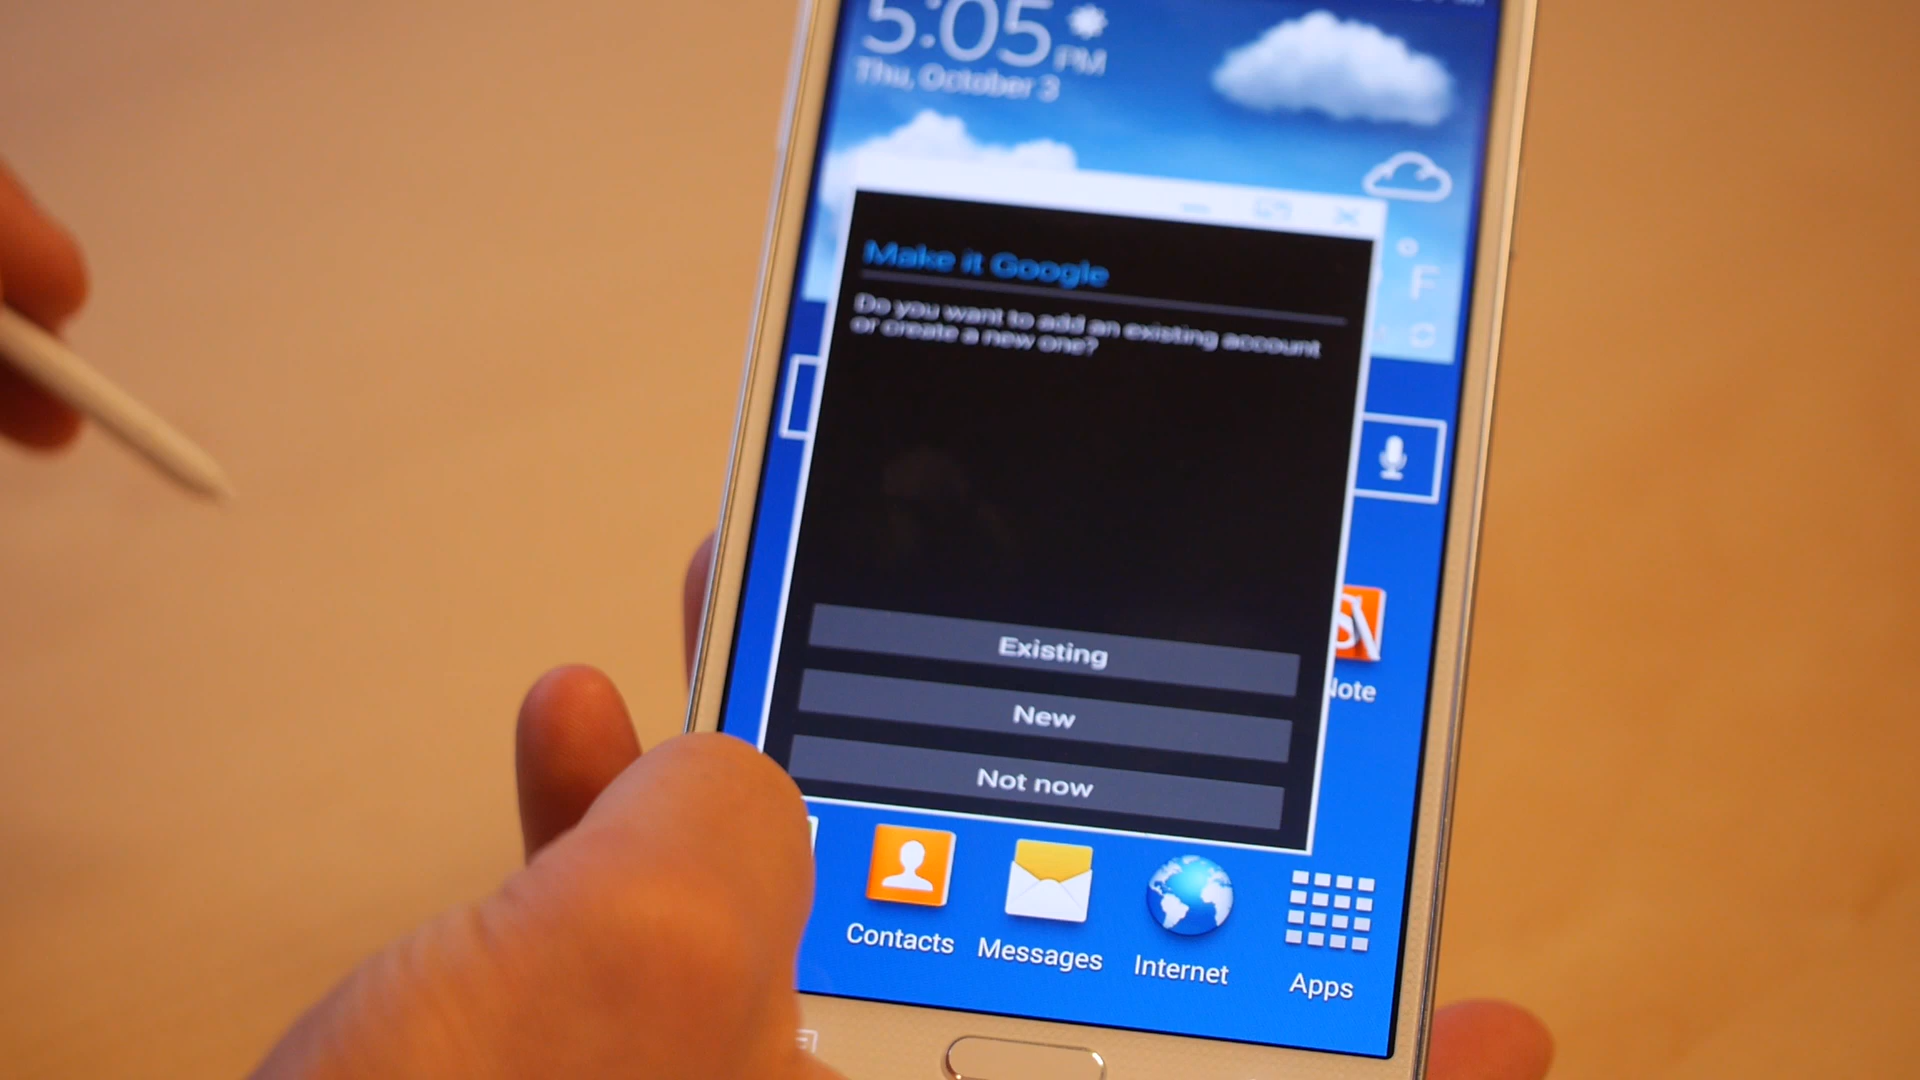 5:05 PM
Thu, October 3
°F
Make it Google
Do you want to add an existing account
or create a new one?
Existing
New
Not now
Note
Contacts
Messages
Internet
Apps